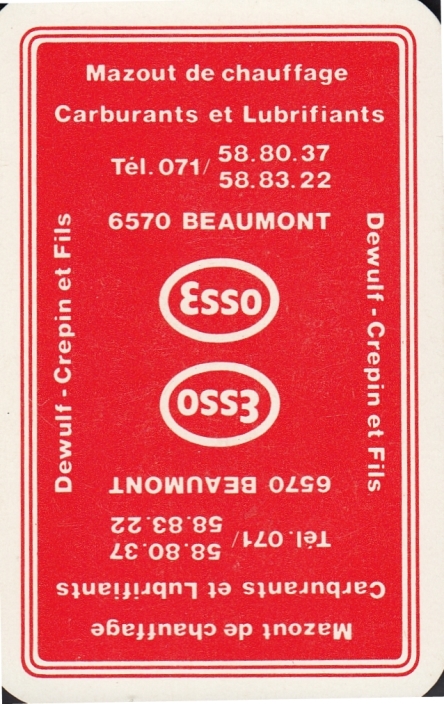 Mazout de chauffage
Carburants et Lubrifiants
Tél. 071/ 58.80.37
58.83.22
6570 BEAUMONT
Dewulf - Crepin et Fils
Dewulf - Crepin et Fils
Esso
Esso
6570 BEAUMONT
Tél. 071/ 58.80.37
58.83.22
Carburants et Lubrifiants
Mazout de chauffage